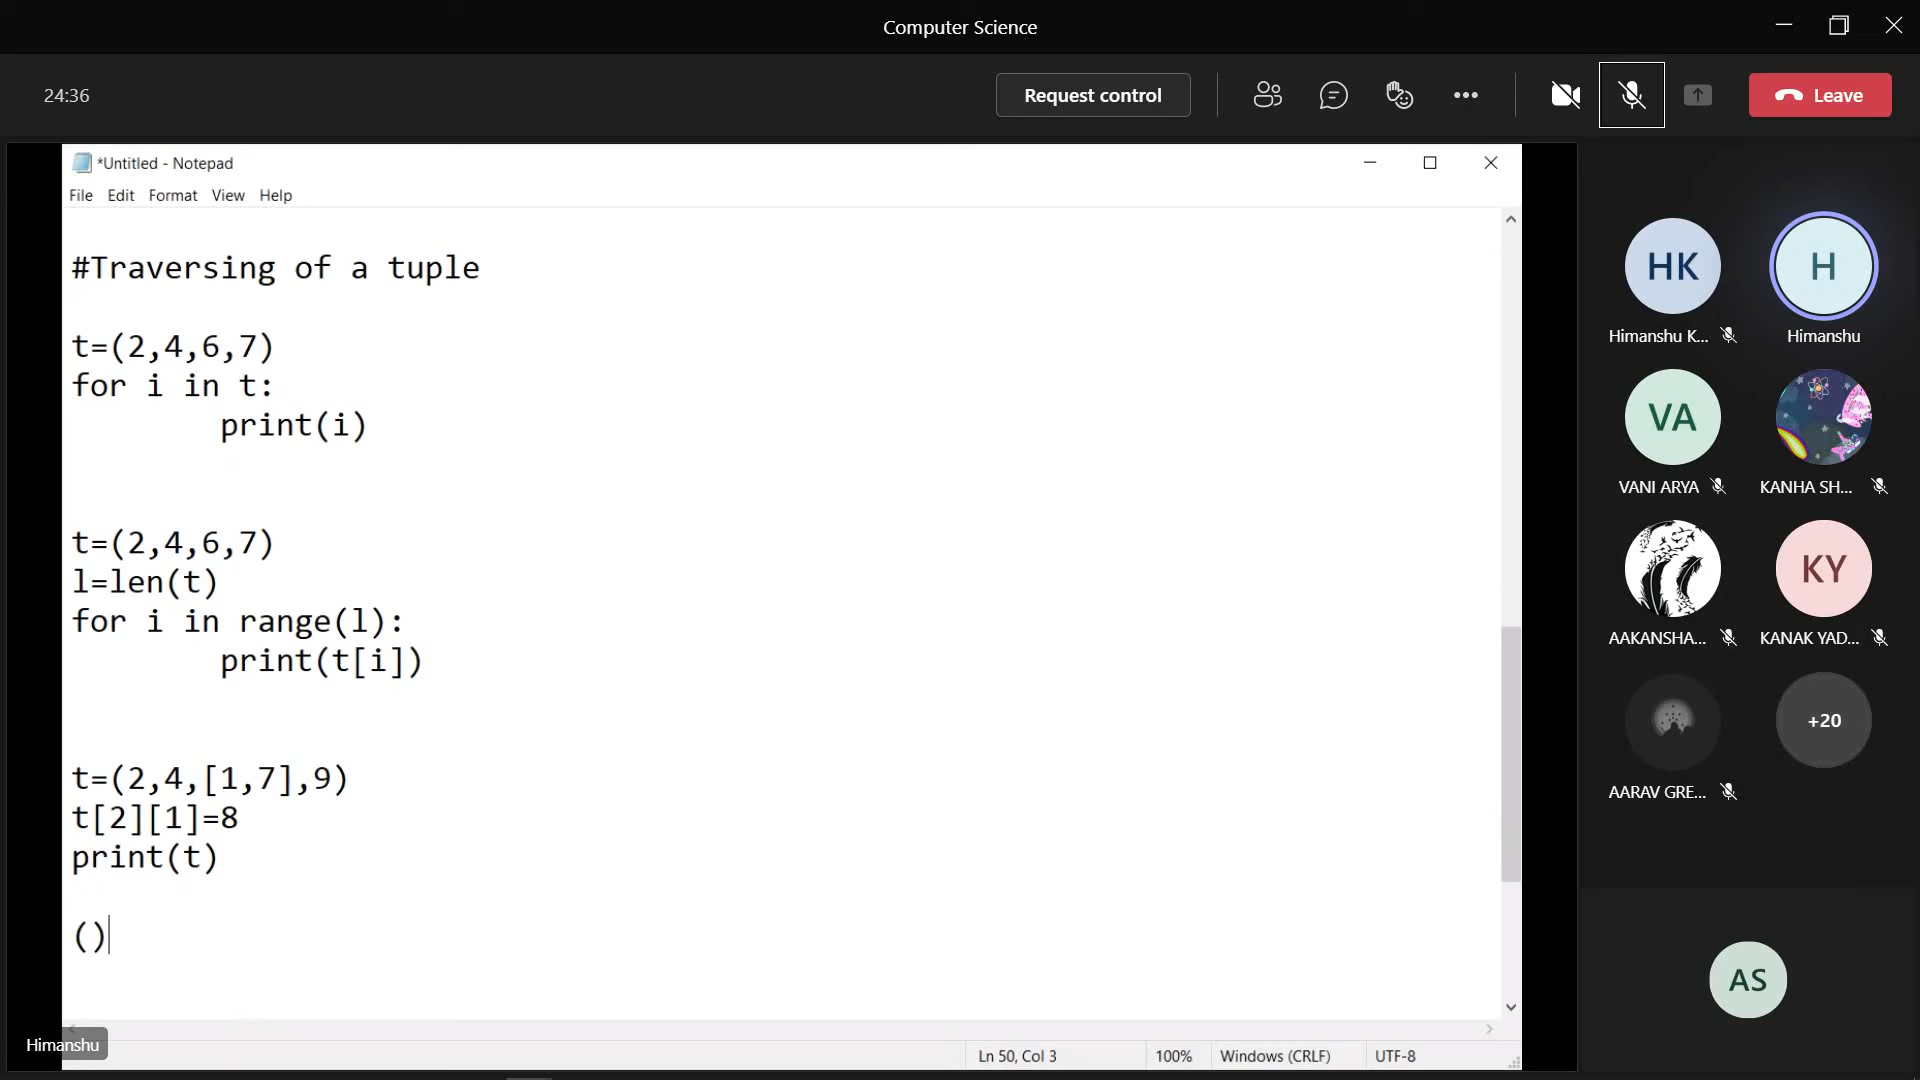 Computer Science
24:36
Request control
Leave
*Untitled - Notepad
File Edit Format View Help
#Traversing of a tuple
t=(2,4,6,7)
for i in t:
print(i)
t=(2,4,6,7)
l=len(t)
for i in range(l):
print(t[i])
t=(2,4,[1,7],9)
t[2][1]=8
print(t)
()
Ln 50, Col 3
100%
Windows (CRLF)
UTF-8
Himanshu
HK
Himanshu K...
H
Himanshu
VA
VANI ARYA
KANHA SH...
AAKANSHA...
KY
KANAK YAD...
AARAV GRE...
+20
AS